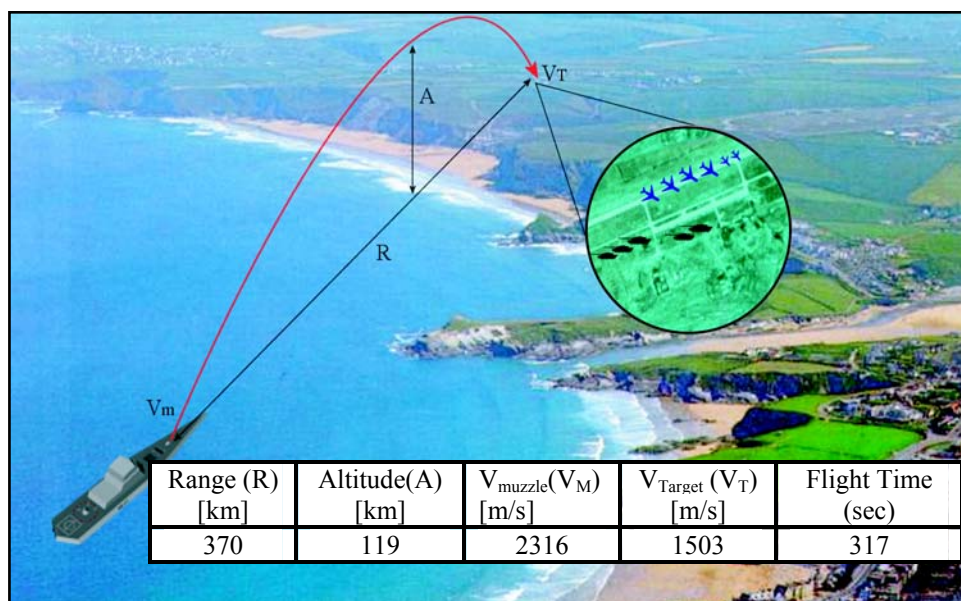 VT
A
R
Vm
Range (R) [km]
Altitude(A) [km]
Vmuzzle(VM) [m/s]
VTarget (VT) [m/s]
Flight Time (sec)
370
119
2316
1503
317